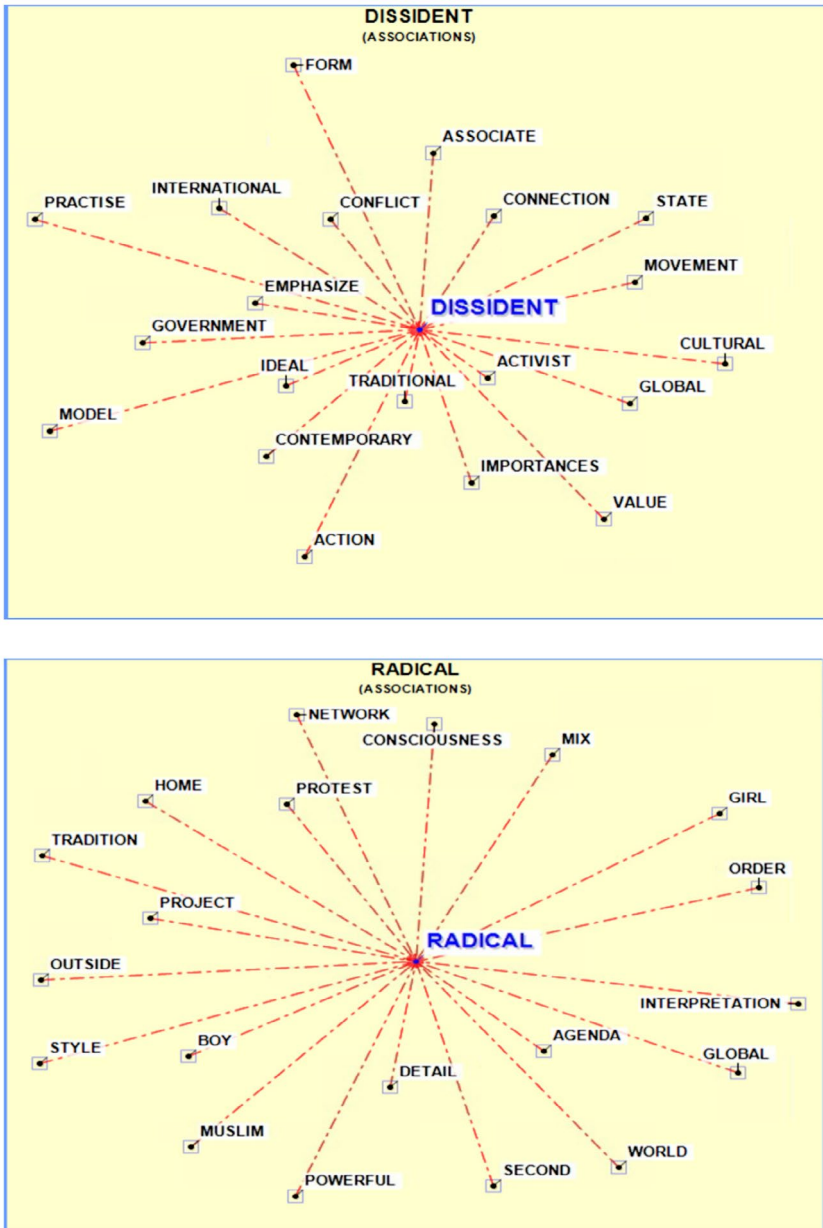 DISSIDENT
(ASSOCIATIONS)
FORM
ASSOCIATE
INTERNATIONAL
PRACTISE
CONFLICT
CONNECTION
STATE
MOVEMENT
EMPHASIZE
DISSIDENT
GOVERNMENT
CULTURAL
IDEAL
ACTIVIST
TRADITIONAL
GLOBAL
MODEL
CONTEMPORARY
IMPORTANCES
VALUE
ACTION
RADICAL
(ASSOCIATIONS)
NETWORK
CONSCIOUSNESS
MIX
HOME
PROTEST
GIRL
TRADITION
ORDER
PROJECT
RADICAL
OUTSIDE
INTERPRETATION
STYLE
BOY
AGENDA
GLOBAL
DETAIL
MUSLIM
WORLD
POWERFUL
SECOND